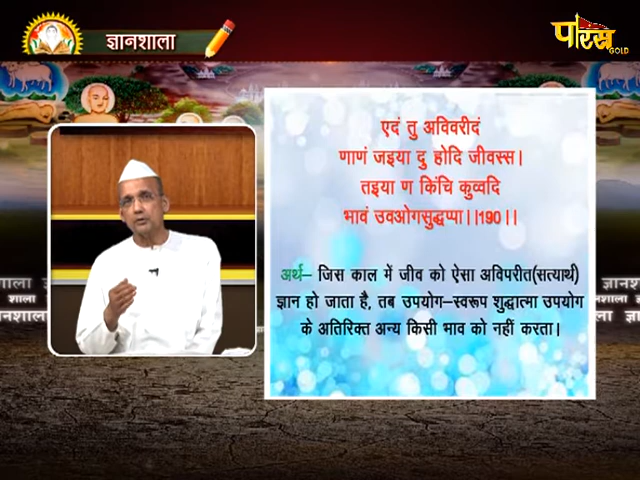 ज्ञानशाला
पारस
GOLD
एदं तु अविवरीदं
णाणं जइया दु होदि जीवस्स।
तइया ण किंचि कुव्वदि
भावं उवओगसुद्धप्पा।।190।।
अर्थ– जिस काल में जीव को ऐसा अविपरीत(सत्यार्थ)
ज्ञान हो जाता है, तब उपयोग–स्वरूप शुद्धात्मा उपयोग
के अतिरिक्त अन्य किसी भाव को नहीं करता।